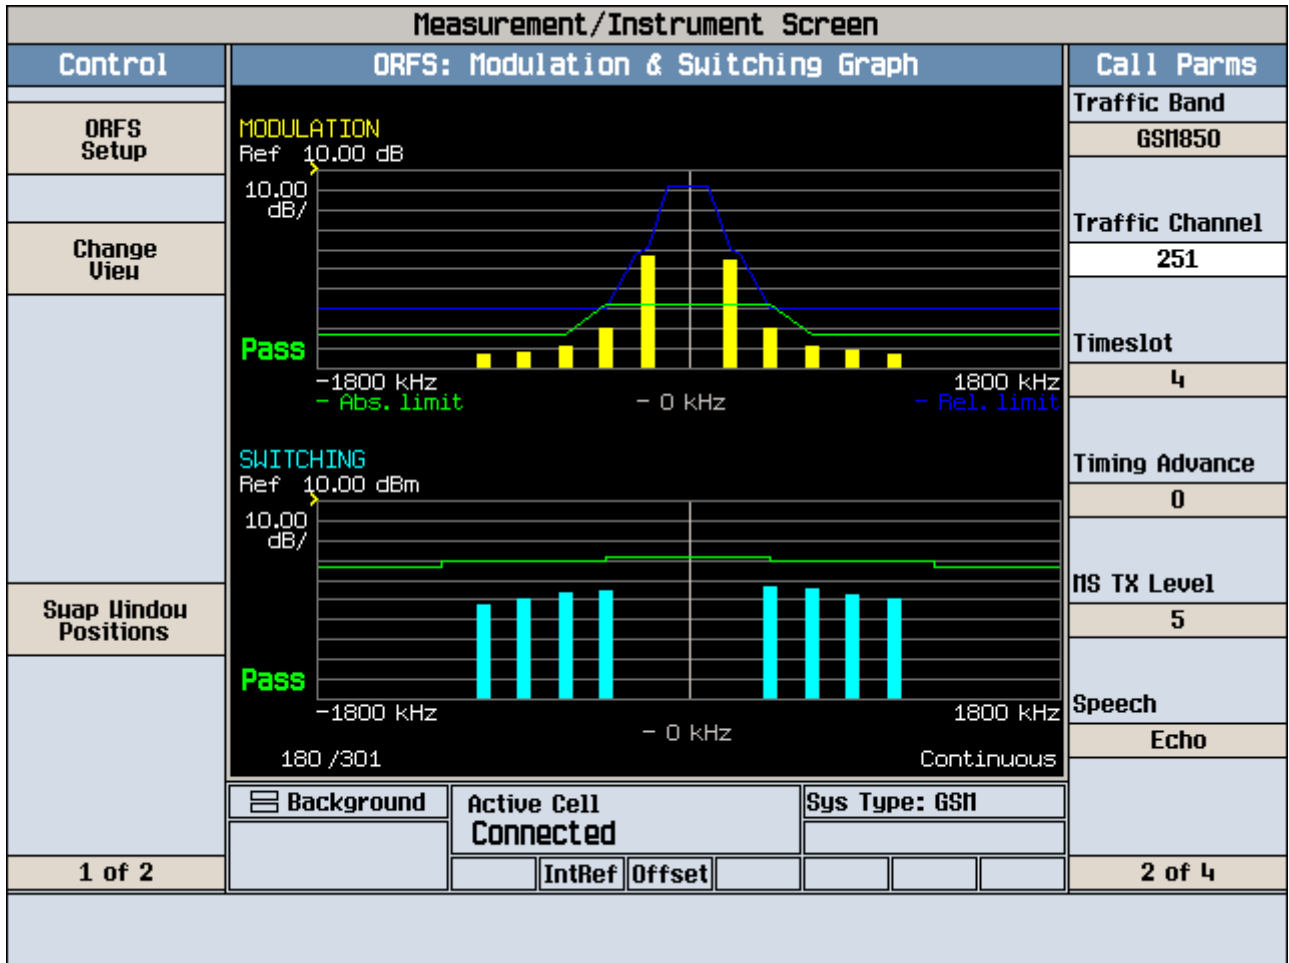 Measurement/Instrument Screen
Control
ORFS: Modulation & Switching Graph
Call Parms
ORFS
Setup
Change
View
Swap Window
Positions
1 of 2
MODULATION
Ref 10.00 dB
10.00
dB/
Pass
-1800 kHz
1800 kHz
- Abs. limit
- 0 kHz
- Rel. limit
SWITCHING
Ref 10.00 dBm
10.00
dB/
Pass
-1800 kHz
1800 kHz
- 0 kHz
180 /301
Continuous
Background
Active Cell
Connected
Sys Type: GSM
IntRef
Offset
Traffic Band
GSM850
Traffic Channel
251
Timeslot
4
Timing Advance
0
MS TX Level
5
Speech
Echo
2 of 4